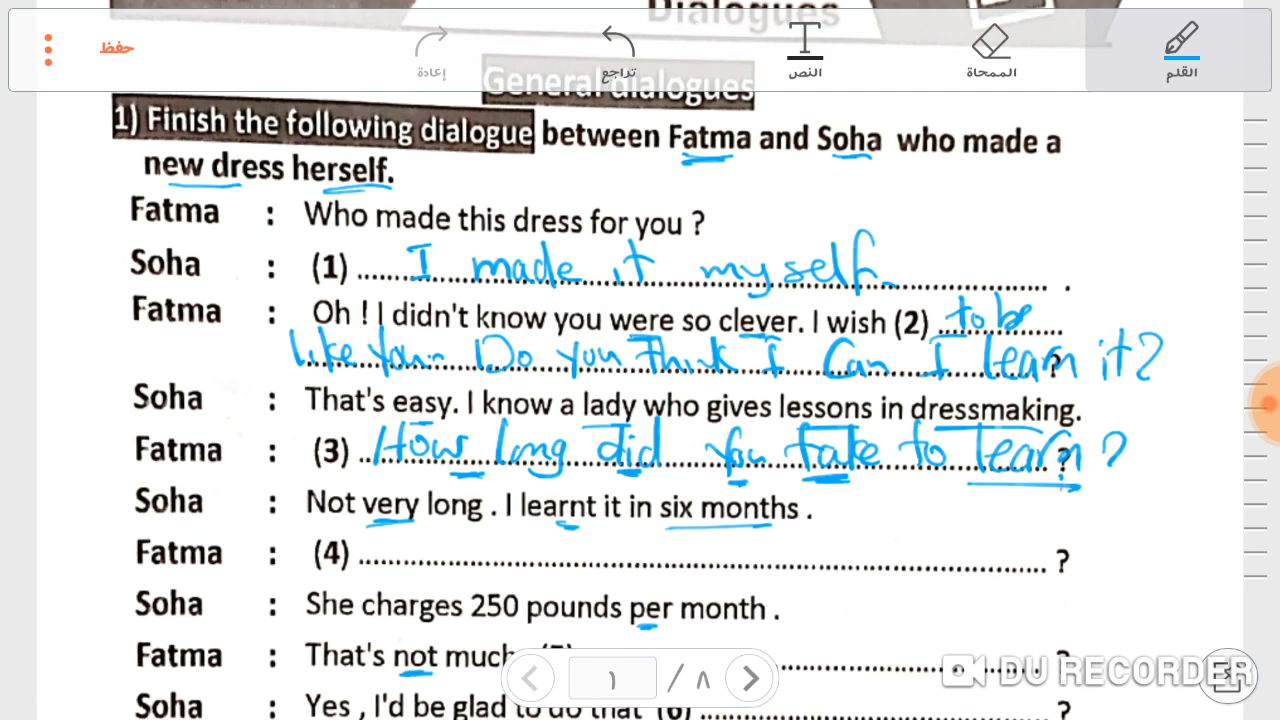 Dialogues
حفظ
إعادة
تراجع
النص
الممحاة
القلم
General dialogues
1) Finish the following dialogue between Fatma and Soha who made a
new dress herself.
Fatma : Who made this dress for you ?
Soha : (1) I made it myself.
Fatma : Oh ! I didn't know you were so clever. I wish (2) to be
like you. Do you think I can I learn it? ?
Soha : That's easy. I know a lady who gives lessons in dressmaking.
Fatma : (3) How long did you take to learn ? ?
Soha : Not very long . I learnt it in six months .
Fatma : (4) ........ ?
Soha : She charges 250 pounds per month .
Fatma : That's not much ........ ?
١ / ٨
DU RECORDER
Soha : Yes , I'd be glad to do that (6) ........ ?